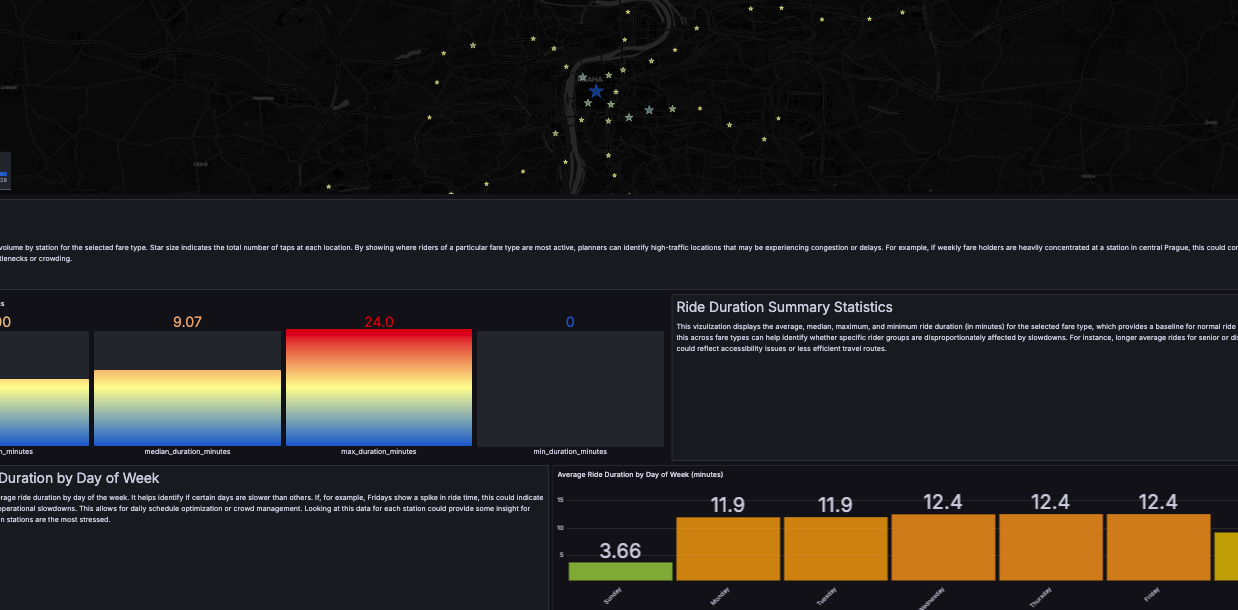 AHA
28
volume by station for the selected fare type. Star size indicates the total number of taps at each location. By showing where riders of a particular fare type are most active, planners can identify high-traffic locations that may be experiencing congestion or delays. For example, if weekly fare holders are heavily concentrated at a station in central Prague, this could cor
tlenecks or crowding.
s
00
9.07
24.0
0
n_minutes
median_duration_minutes
max_duration_minutes
min_duration_minutes
Ride Duration Summary Statistics
This vizulization displays the average, median, maximum, and minimum ride duration (in minutes) for the selected fare type, which provides a baseline for normal ride
this across fare types can help identify whether specific rider groups are disproportionately affected by slowdowns. For instance, longer average rides for senior or dis
could reflect accessibility issues or less efficient travel routes.
Duration by Day of Week
rage ride duration by day of the week. It helps identify if certain days are slower than others. If, for example, Fridays show a spike in ride time, this could indicate
operational slowdowns. This allows for daily schedule optimization or crowd management. Looking at this data for each station could provide some insight for
n stations are the most stressed.
Average Ride Duration by Day of Week (minutes)
15
10
5
3.66
11.9
11.9
12.4
12.4
12.4
Sunday
Monday
Tuesday
Wednesday
Thursday
Friday